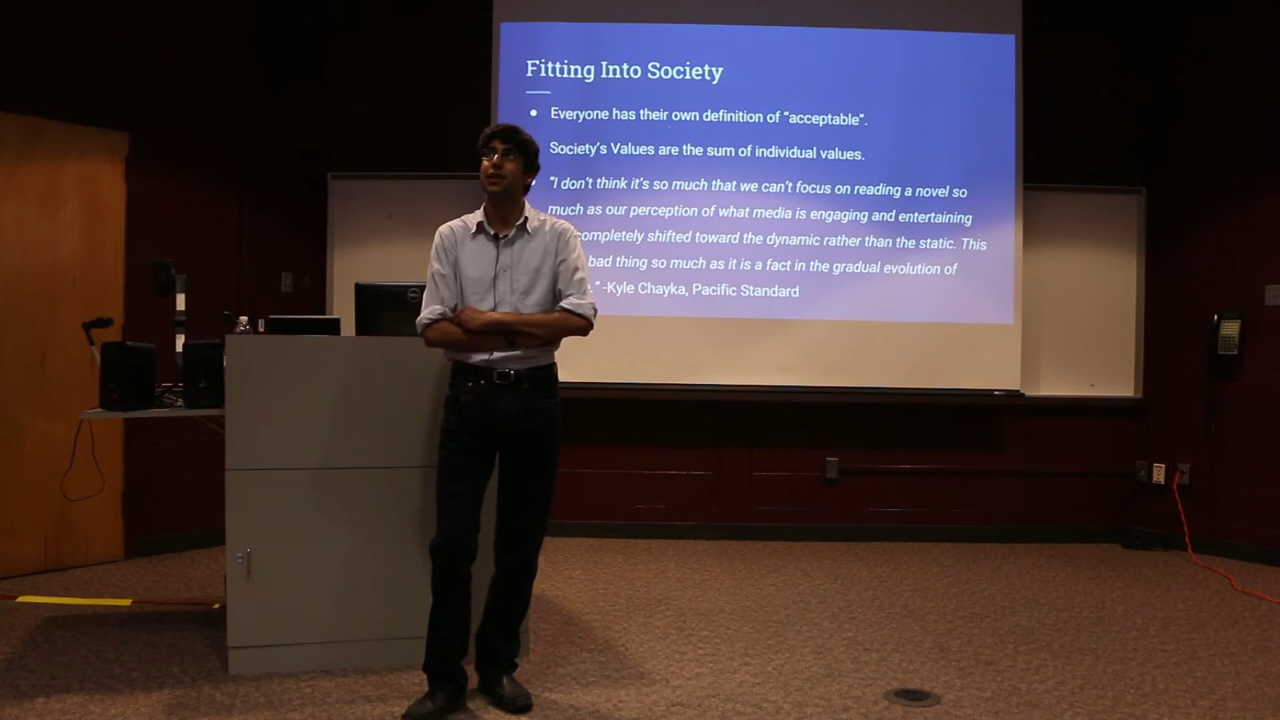 Fitting Into Society
Everyone has their own definition of “acceptable”.
Society's Values are the sum of individual values.
“I don't think it's so much that we can't focus on reading a novel so
much as our perception of what media is engaging and entertaining
completely shifted toward the dynamic rather than the static. This
bad thing so much as it is a fact in the gradual evolution of
.” -Kyle Chayka, Pacific Standard
DELL